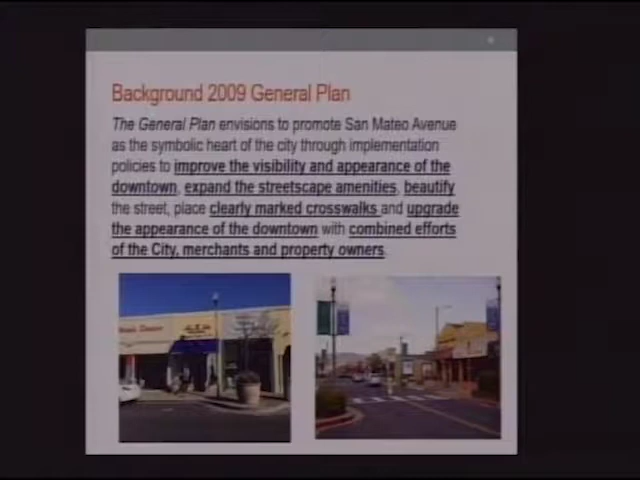 Background 2009 General Plan
The General Plan envisions to promote San Mateo Avenue
as the symbolic heart of the city through implementation
policies to improve the visibility and appearance of the
downtown, expand the streetscape amenities, beautify
the street, place clearly marked crosswalks and upgrade
the appearance of the downtown with combined efforts
of the City, merchants and property owners.